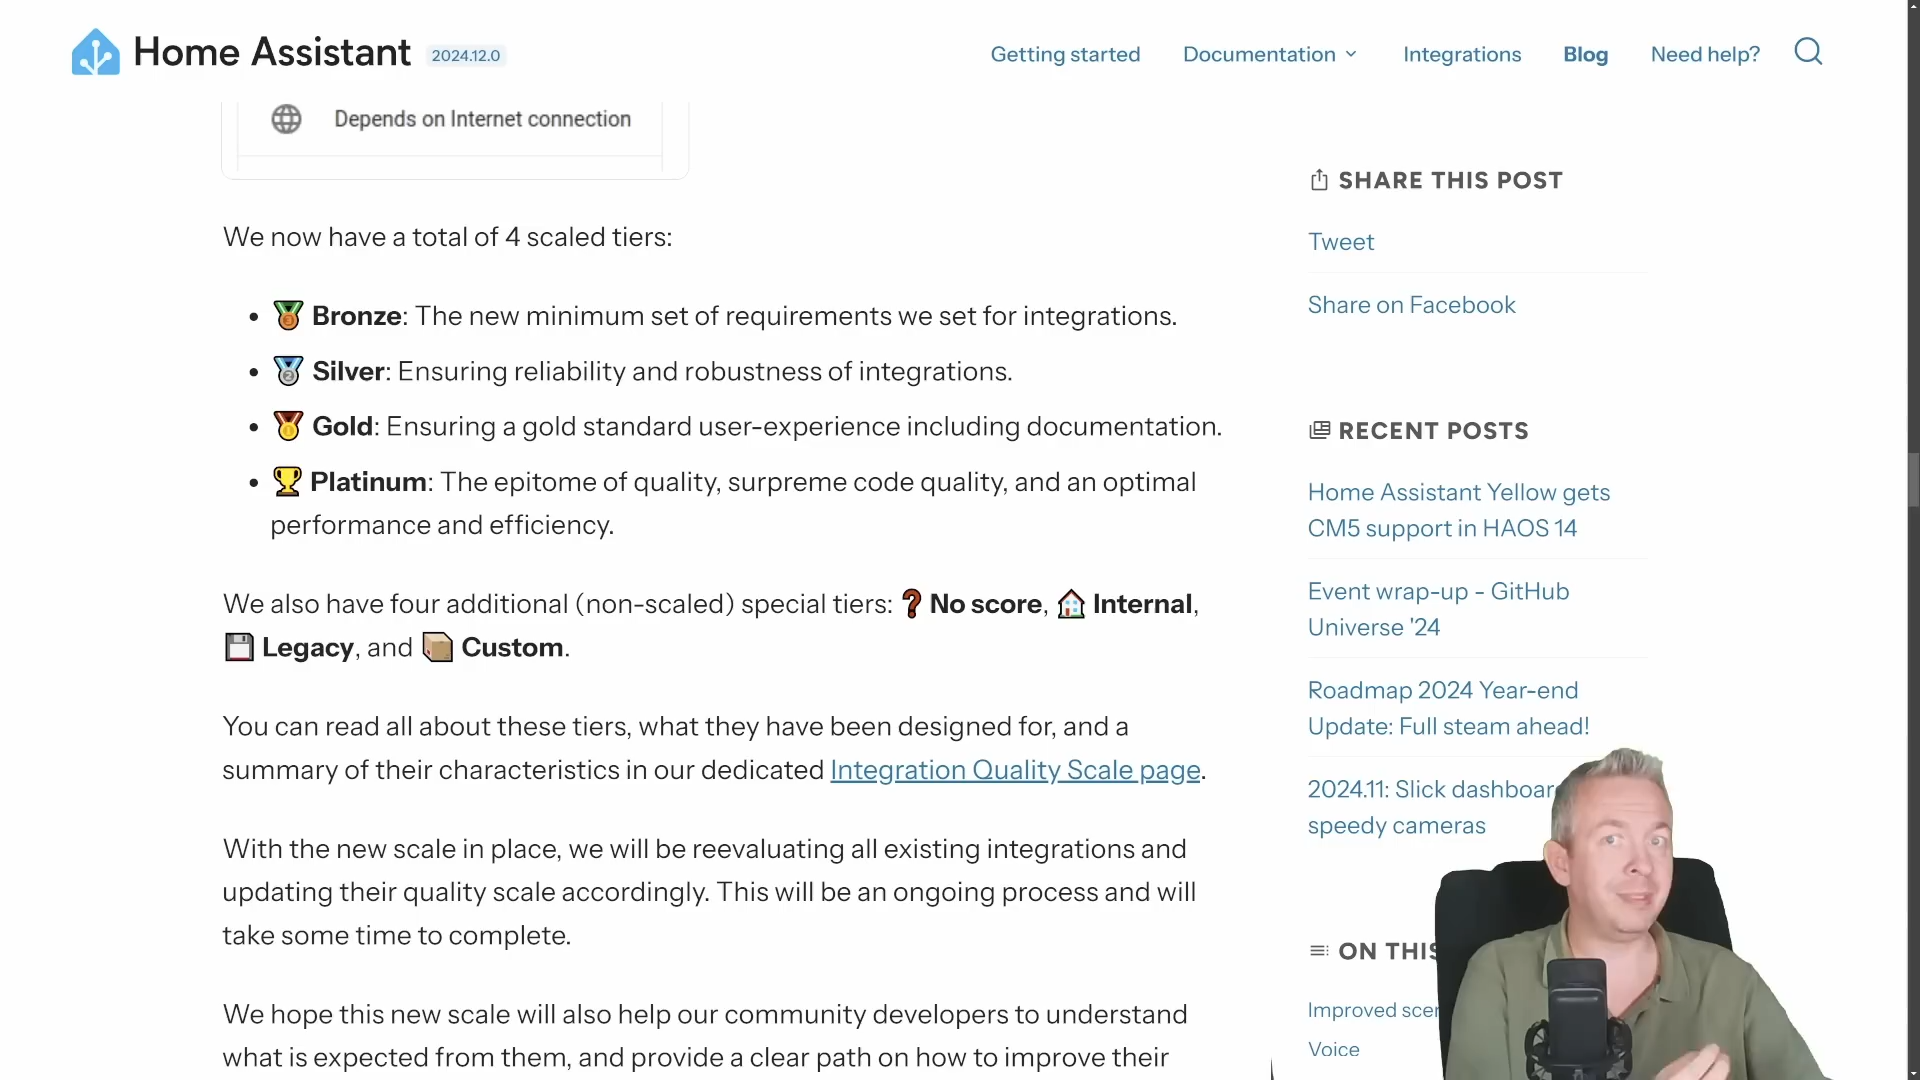 Home Assistant 2024.12.0
Getting started Documentation Integrations Blog Need help?
Depends on Internet connection
We now have a total of 4 scaled tiers:
Bronze: The new minimum set of requirements we set for integrations.
Silver: Ensuring reliability and robustness of integrations.
Gold: Ensuring a gold standard user-experience including documentation.
Platinum: The epitome of quality, surpreme code quality, and an optimal
performance and efficiency.
We also have four additional (non-scaled) special tiers: ❓ No score, 🏠 Internal,
💾 Legacy, and 📦 Custom.
You can read all about these tiers, what they have been designed for, and a
summary of their characteristics in our dedicated Integration Quality Scale page.
With the new scale in place, we will be reevaluating all existing integrations and
updating their quality scale accordingly. This will be an ongoing process and will
take some time to complete.
We hope this new scale will also help our community developers to understand
what is expected from them, and provide a clear path on how to improve their
SHARE THIS POST
Tweet
Share on Facebook
RECENT POSTS
Home Assistant Yellow gets
CM5 support in HAOS 14
Event wrap-up - GitHub
Universe '24
Roadmap 2024 Year-end
Update: Full steam ahead!
2024.11: Slick dashboar
speedy cameras
ON THIS
Improved scen
Voice